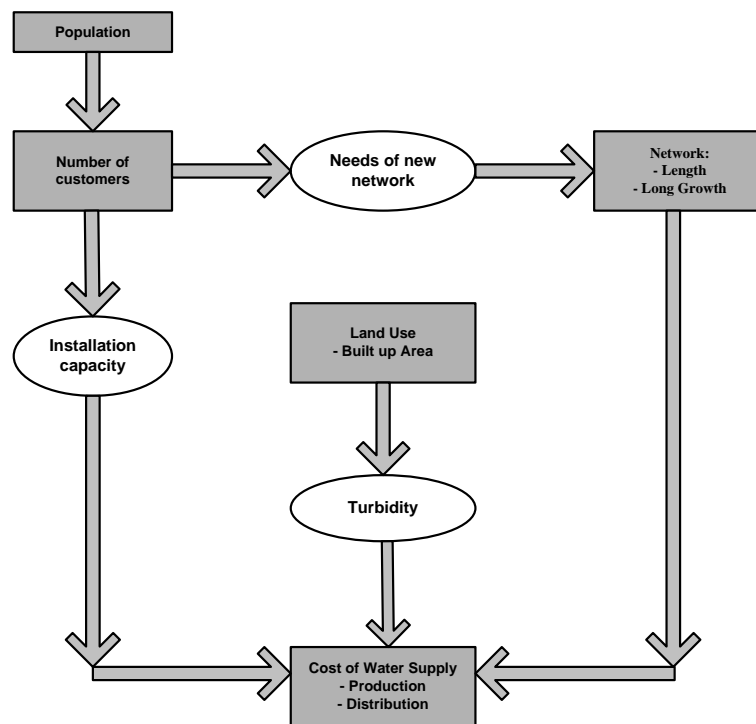 Population
Number of
customers
Needs of new
network
Network:
- Length
- Long Growth
Installation
capacity
Land Use
- Built up Area
Turbidity
Cost of Water Supply
- Production
- Distribution